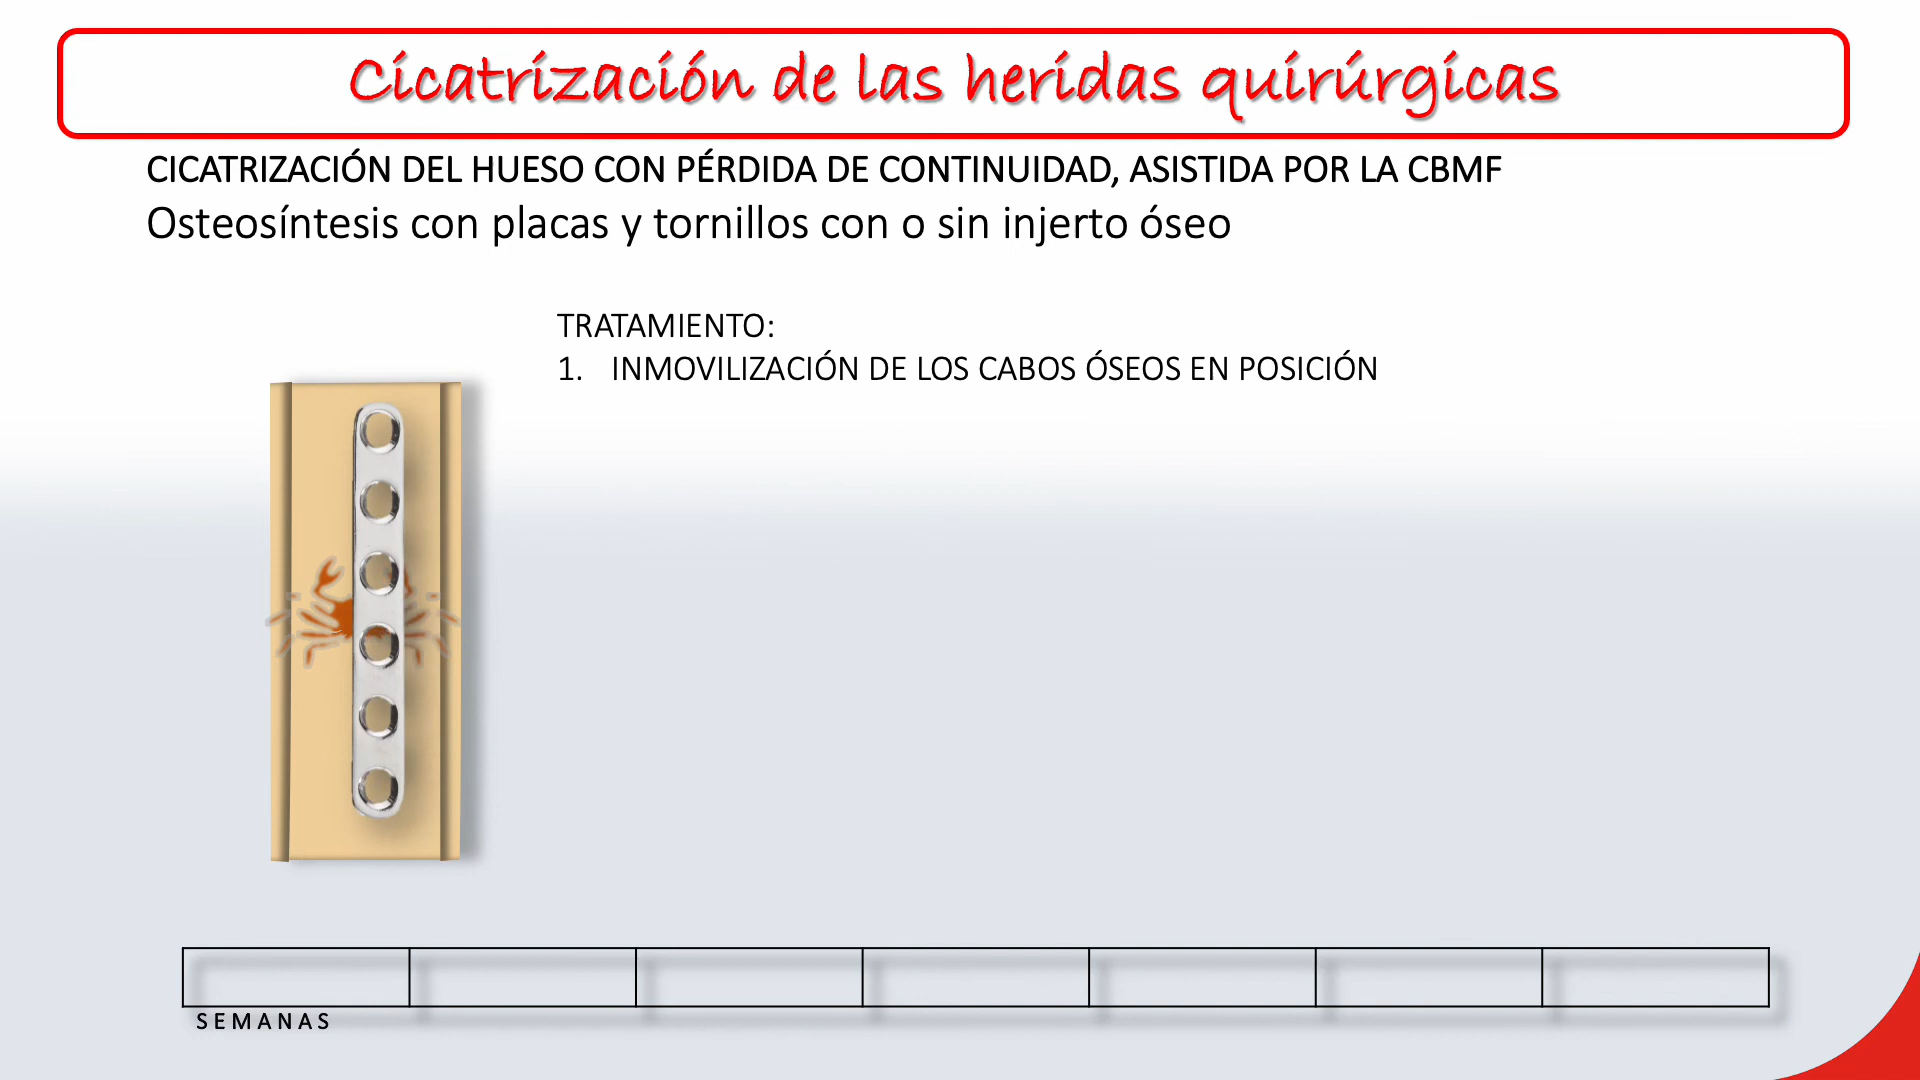 Cicatrización de las heridas quirúrgicas
CICATRIZACIÓN DEL HUESO CON PÉRDIDA DE CONTINUIDAD, ASISTIDA POR LA CBMF
Osteosíntesis con placas y tornillos con o sin injerto óseo
TRATAMIENTO:
1. INMOVILIZACIÓN DE LOS CABOS ÓSEOS EN POSICIÓN
SEMANAS